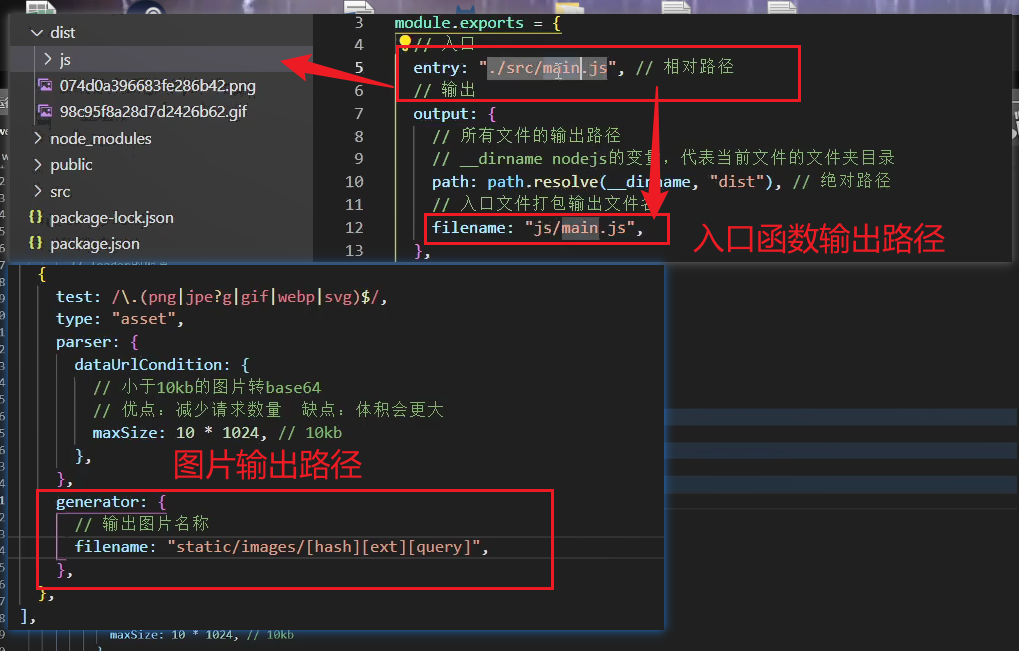 dist
js
074d0a396683fe286b42.png
98c95f8a28d7d2426b62.gif
node_modules
public
src
{} package-lock.json
{} package.json
3 module.exports = {
4 // 入口
5 entry: "./src/main.js", // 相对路径
6 // 输出
7 output: {
8 // 所有文件的输出路径
9 // __dirname nodejs的变量，代表当前文件的文件夹目录
10 path: path.resolve(__dirname, "dist"), // 绝对路径
11 // 入口文件打包输出文件名
12 filename: "js/main.js",
13 },
入口函数输出路径
{
test: /\.(png|jpe?g|gif|webp|svg)$/,
type: "asset",
parser: {
dataUrlCondition: {
// 小于10kb的图片转base64
// 优点：减少请求数量 缺点：体积会更大
maxSize: 10 * 1024, // 10kb
},
},
图片输出路径
generator: {
// 输出图片名称
filename: "static/images/[hash][ext][query]",
},
},
],
maxSize: 10 * 1024, // 10kb